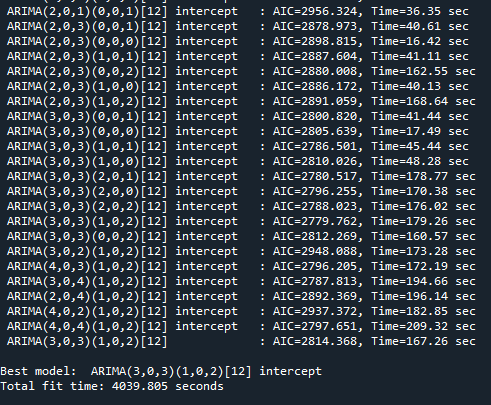 ARIMA(2,0,1)(0,0,1)[12] intercept   : AIC=2956.324, Time=36.35 sec
ARIMA(2,0,3)(0,0,1)[12] intercept   : AIC=2878.973, Time=40.61 sec
ARIMA(2,0,3)(0,0,0)[12] intercept   : AIC=2898.815, Time=16.42 sec
ARIMA(2,0,3)(1,0,1)[12] intercept   : AIC=2887.604, Time=41.11 sec
ARIMA(2,0,3)(0,0,2)[12] intercept   : AIC=2880.008, Time=162.55 sec
ARIMA(2,0,3)(1,0,0)[12] intercept   : AIC=2886.172, Time=40.13 sec
ARIMA(2,0,3)(1,0,2)[12] intercept   : AIC=2891.059, Time=168.64 sec
ARIMA(3,0,3)(0,0,1)[12] intercept   : AIC=2800.820, Time=41.44 sec
ARIMA(3,0,3)(0,0,0)[12] intercept   : AIC=2805.639, Time=17.49 sec
ARIMA(3,0,3)(1,0,1)[12] intercept   : AIC=2786.501, Time=45.44 sec
ARIMA(3,0,3)(1,0,0)[12] intercept   : AIC=2810.026, Time=48.28 sec
ARIMA(3,0,3)(2,0,1)[12] intercept   : AIC=2780.517, Time=178.77 sec
ARIMA(3,0,3)(2,0,0)[12] intercept   : AIC=2796.255, Time=170.38 sec
ARIMA(3,0,3)(2,0,2)[12] intercept   : AIC=2788.023, Time=176.02 sec
ARIMA(3,0,3)(1,0,2)[12] intercept   : AIC=2779.762, Time=179.26 sec
ARIMA(3,0,3)(0,0,2)[12] intercept   : AIC=2812.269, Time=160.57 sec
ARIMA(3,0,2)(1,0,2)[12] intercept   : AIC=2948.088, Time=173.28 sec
ARIMA(4,0,3)(1,0,2)[12] intercept   : AIC=2796.205, Time=172.19 sec
ARIMA(3,0,4)(1,0,2)[12] intercept   : AIC=2787.813, Time=194.66 sec
ARIMA(2,0,4)(1,0,2)[12] intercept   : AIC=2892.369, Time=196.14 sec
ARIMA(4,0,2)(1,0,2)[12] intercept   : AIC=2937.372, Time=182.85 sec
ARIMA(4,0,4)(1,0,2)[12] intercept   : AIC=2797.651, Time=209.32 sec
ARIMA(3,0,3)(1,0,2)[12]             : AIC=2814.368, Time=167.26 sec
Best model:  ARIMA(3,0,3)(1,0,2)[12] intercept
Total fit time: 4039.805 seconds